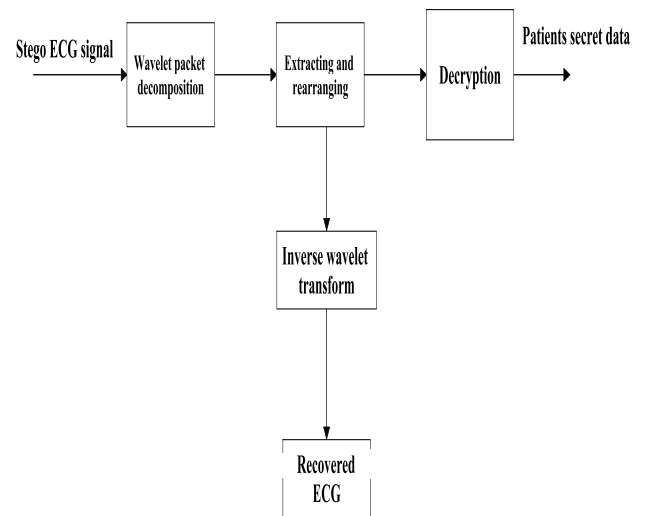 Stego ECG signal
Wavelet packet
decomposition
Extracting and
rearranging
Decryption
Patients secret data
Inverse wavelet
transform
Recovered
ECG